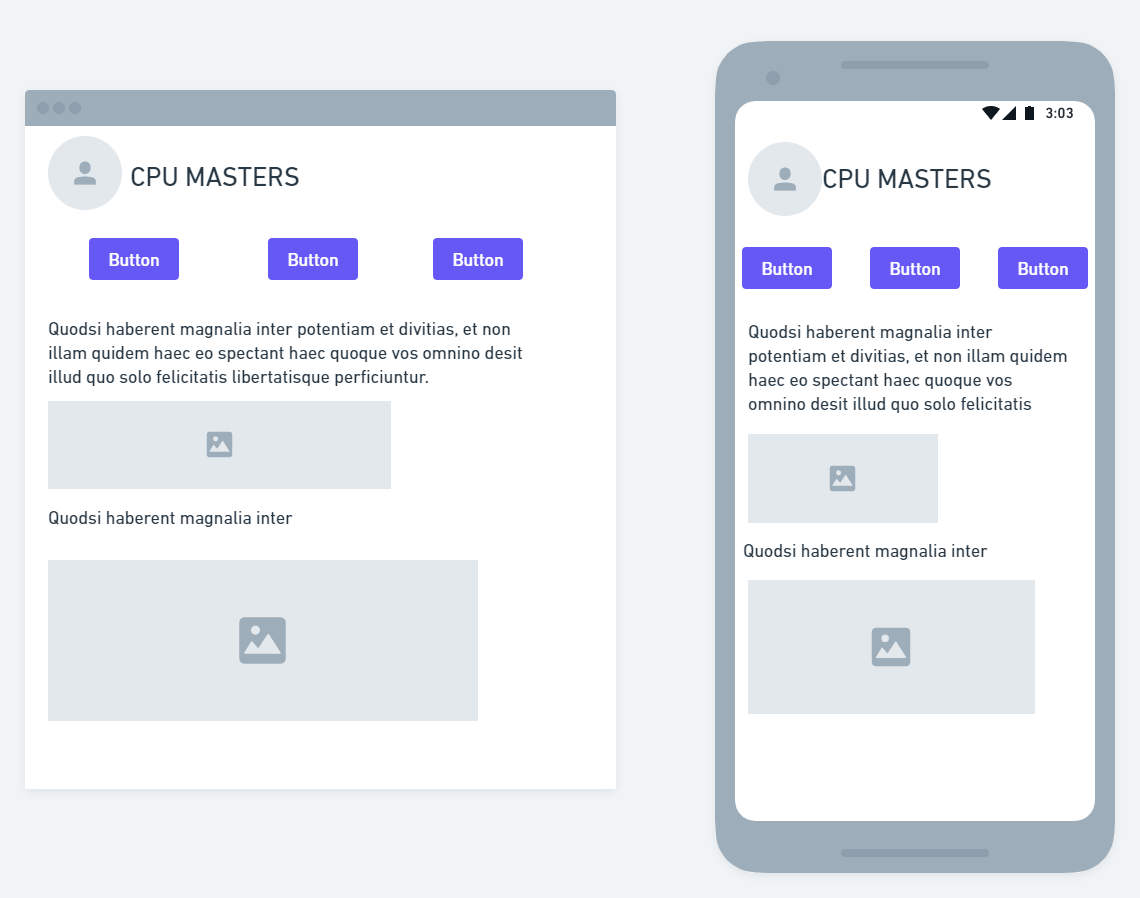 CPU MASTERS
Button
Button
Button
Quodsi haberent magnalia inter potentiam et divitias, et non
illam quidem haec eo spectant haec quoque vos omnino desit
illud quo solo felicitatis libertatisque perficiuntur.
Quodsi haberent magnalia inter
3:03
CPU MASTERS
Button
Button
Button
Quodsi haberent magnalia inter
potentiam et divitias, et non illam quidem
haec eo spectant haec quoque vos
omnino desit illud quo solo felicitatis
Quodsi haberent magnalia inter